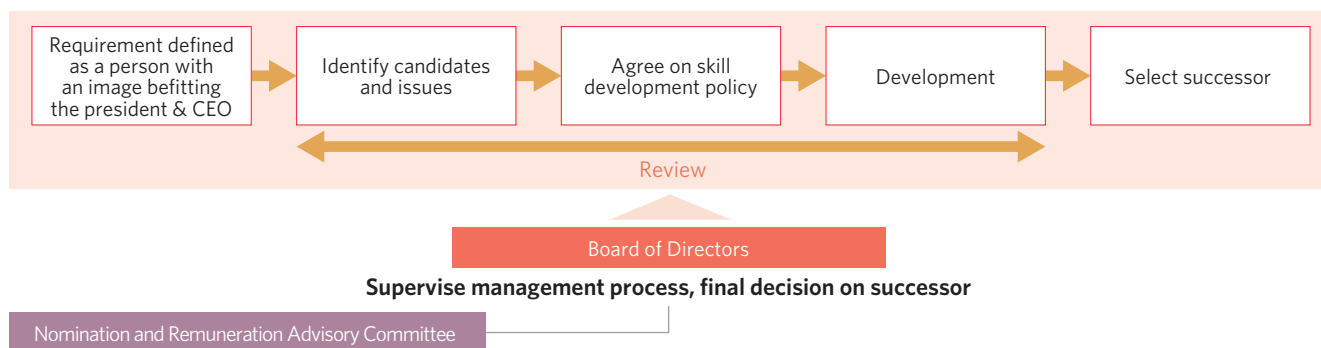 Requirement defined
as a person with
an image befitting
the president & CEO
Identify candidates
and issues
Agree on skill
development policy
Development
Select successor
Review
Board of Directors
Supervise management process, final decision on successor
Nomination and Remuneration Advisory Committee